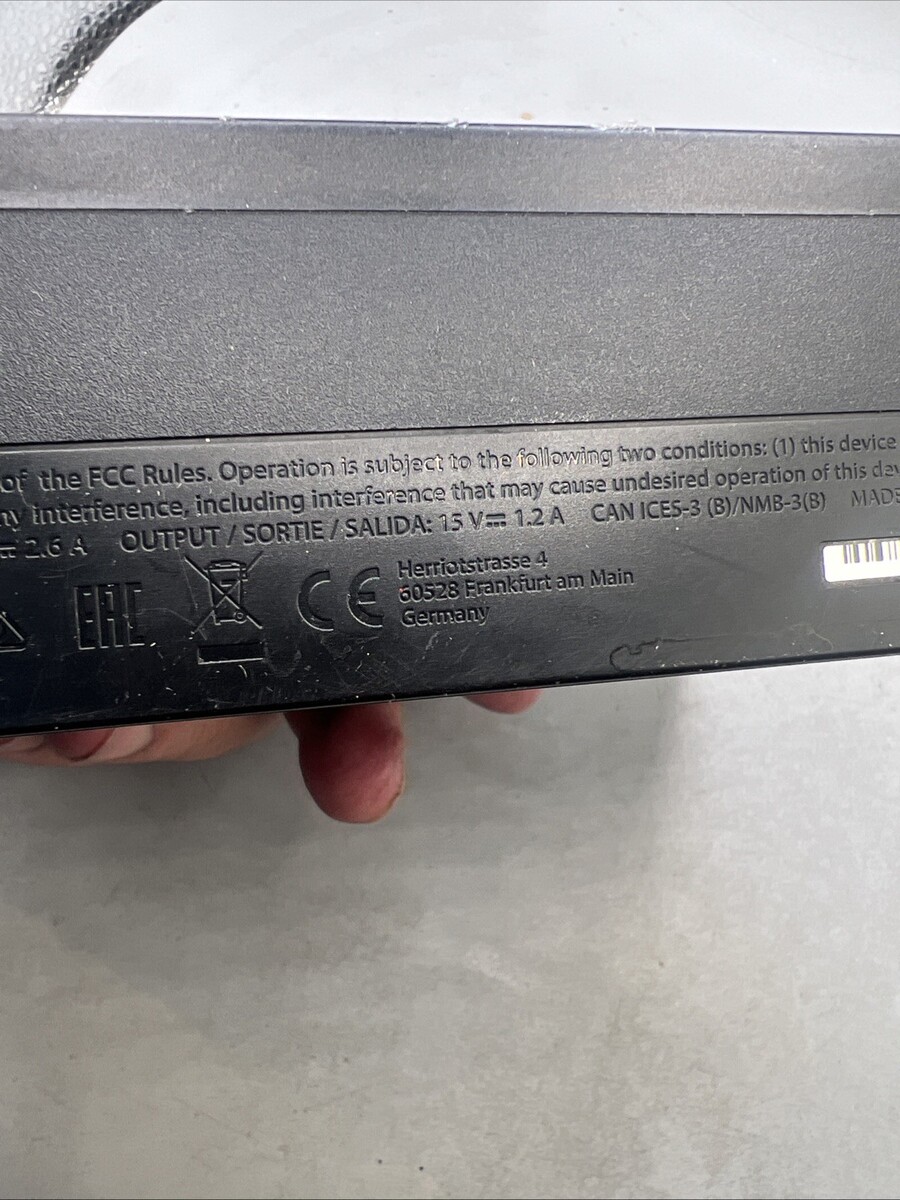 of the FCC Rules. Operation is subject to the following two conditions: (1) this device
interference, including interference that may cause undesired operation of this
2.6 A OUTPUT / SORTIE / SALIDA: 15 V⎓ 1.2 A CAN ICES-3 (B)/NMB-3(B)
EAC CE Herriotstrasse 4
60528 Frankfurt am Main
Germany